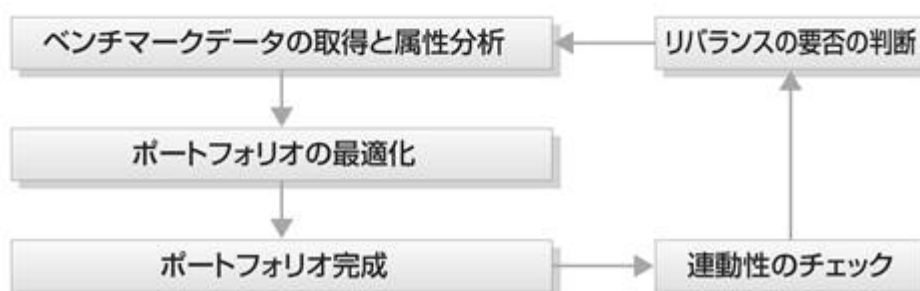 ベンチマークデータの取得と属性分析
リバランスの要否の判断
ポートフォリオの最適化
ポートフォリオ完成
連動性のチェック